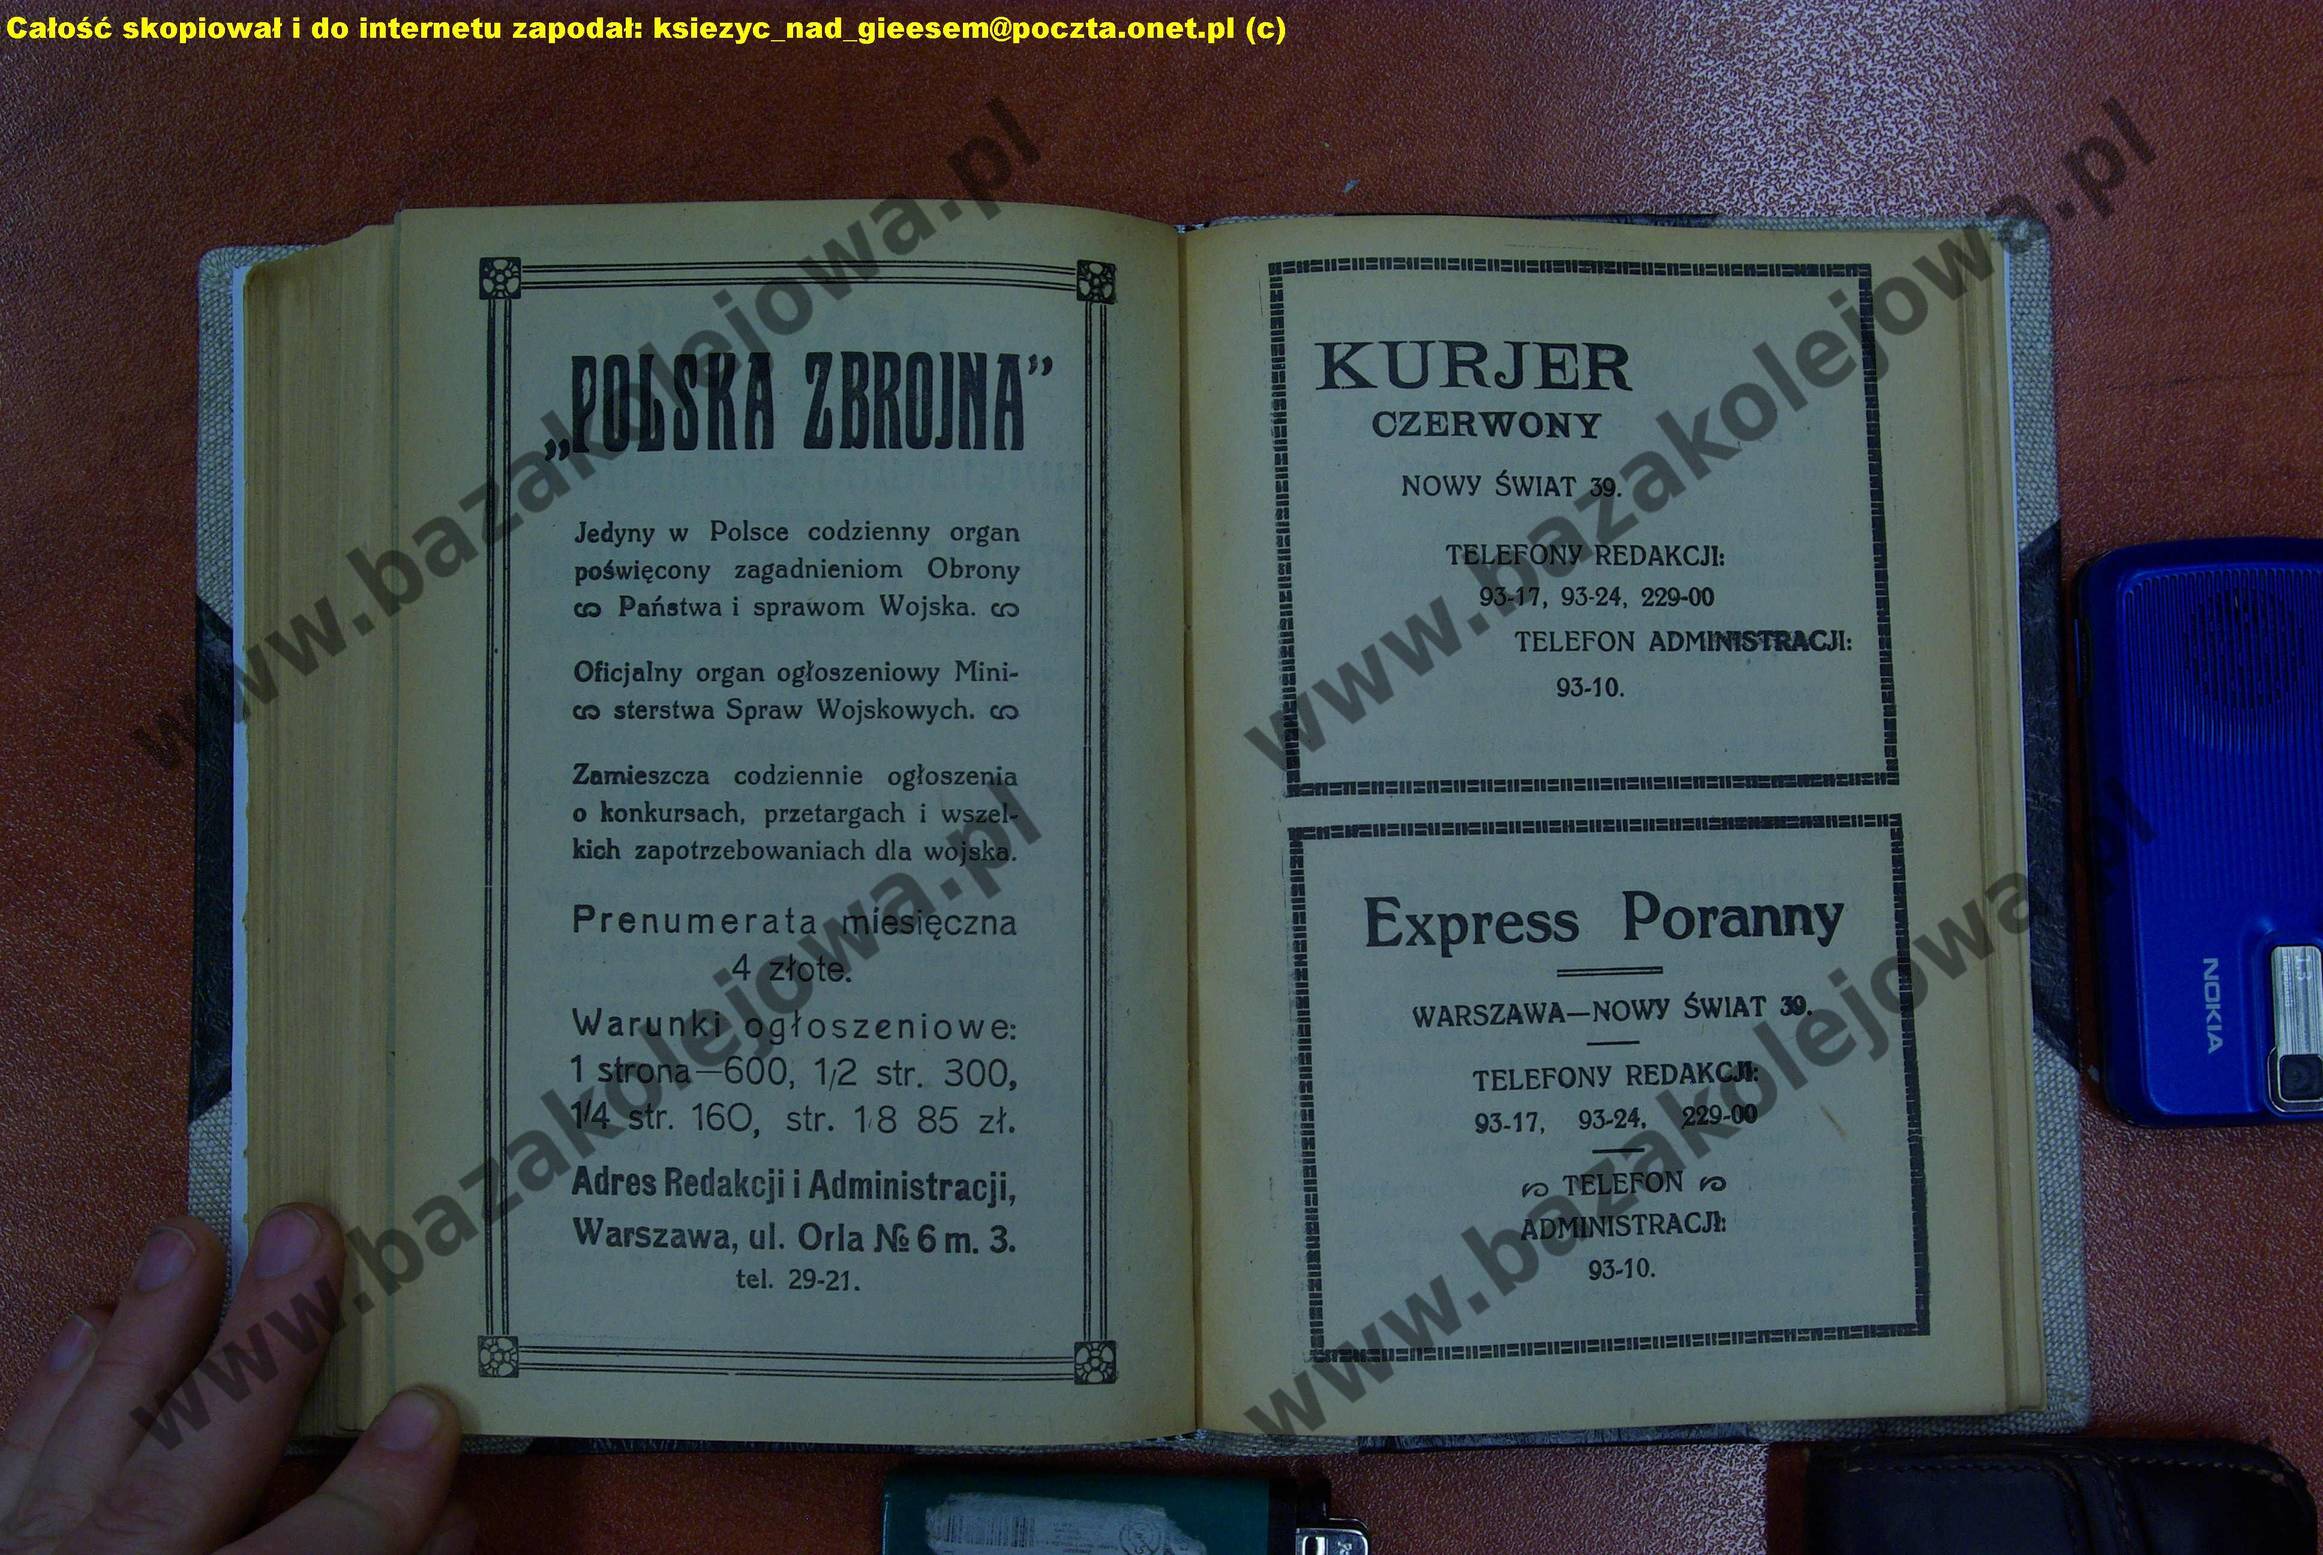 Całość skopiował i do internetu zapodał: ksiezyc_nad_gieesem@poczta.onet.pl (c)
„POLSKA ZBROJNA”
Jedyny w Polsce codzienny organ
poświęcony zagadnieniom Obrony
Państwa i sprawom Wojska.
Oficjalny organ ogłoszeniowy Mini-
sterstwa Spraw Wojskowych.
Zamieszcza codziennie ogłoszenia
o konkursach, przetargach i wszel-
kich zapotrzebowaniach dla wojska.
Prenumerata miesięczna
4 złote.
Warunki ogłoszeniowe:
1 strona—600, 1/2 str. 300,
1/4 str. 160, str. 1/8 85 zł.
Adres Redakcji i Administracji,
Warszawa, ul. Orla № 6 m. 3.
tel. 29-21.
KURJER
CZERWONY
NOWY ŚWIAT 39.
TELEFONY REDAKCJI:
93-17, 93-24, 229-00
TELEFON ADMINISTRACJI:
93-10.
Express Poranny
WARSZAWA—NOWY ŚWIAT 39.
TELEFONY REDAKCJI:
93-17, 93-24, 229-00
TELEFON
ADMINISTRACJI:
93-10.
NOKIA
www.bazakolejowa.pl
www.bazakolejowa.pl
www.bazakolejowa.pl
www.bazakolejowa.pl